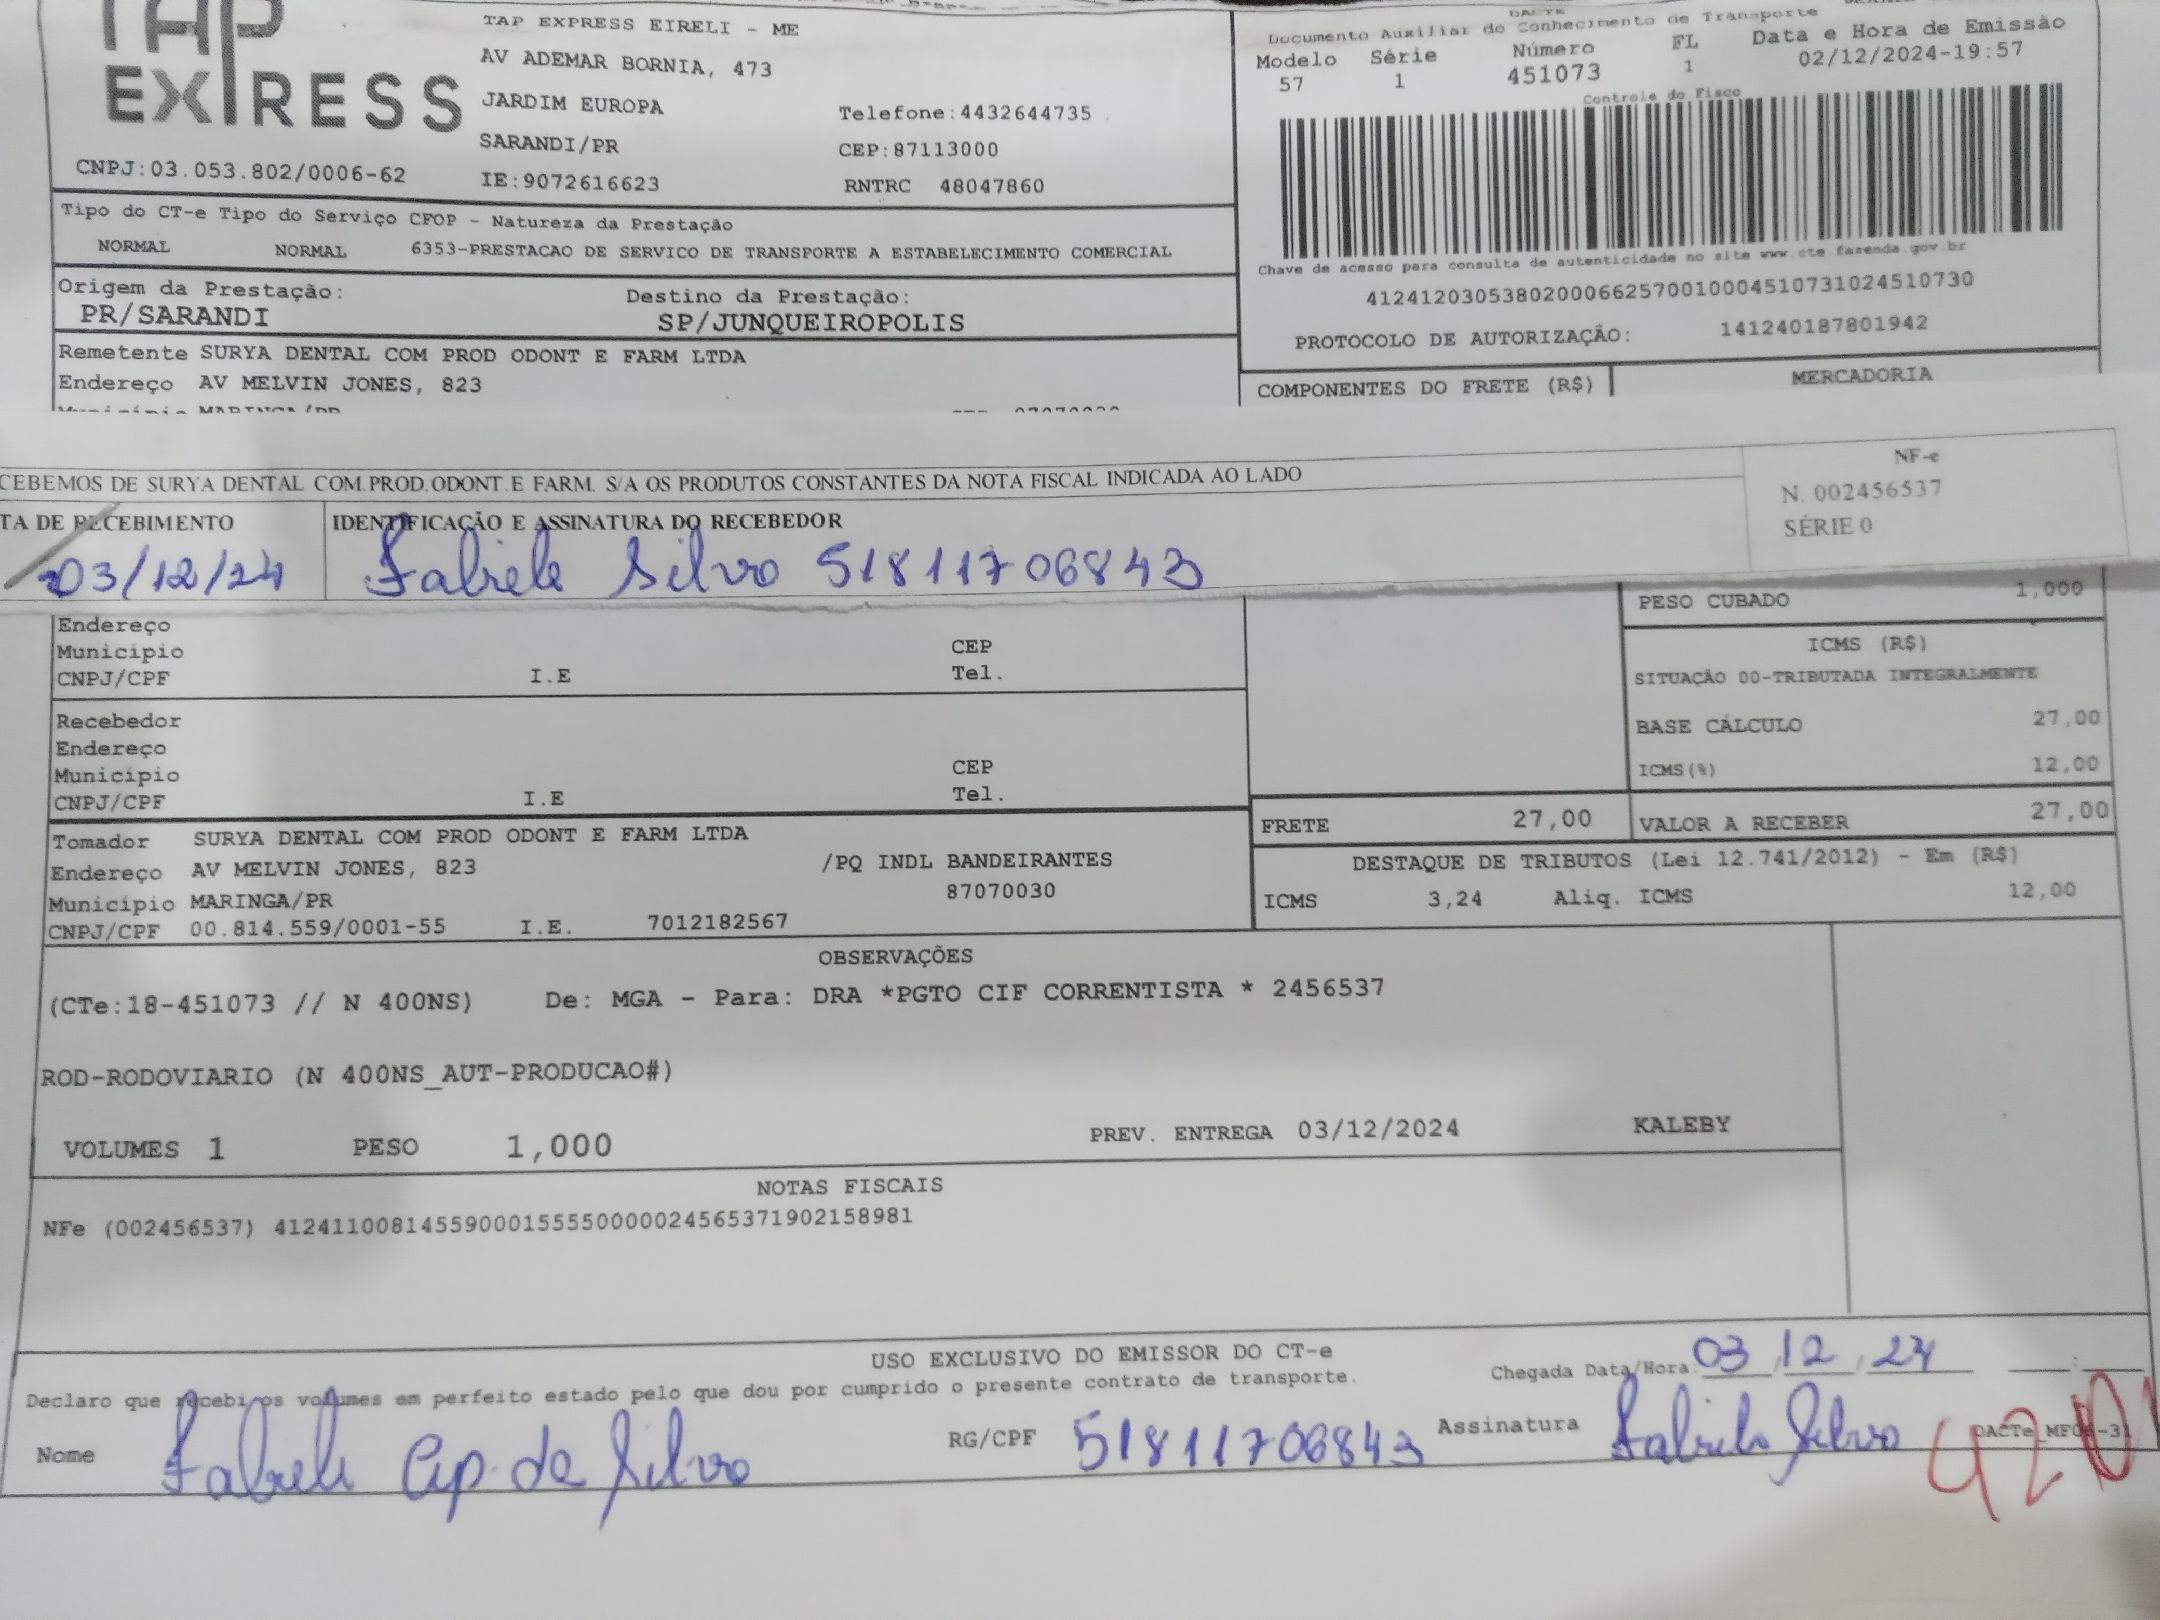 TAP
EXPRESS
TAP EXPRESS EIRELI - ME
AV ADEMAR BORNIA, 473
JARDIM EUROPA
Telefone:4432644735
SARANDI/PR
CEP:87113000
CNPJ:03.053.802/0006-62
IE:9072616623
RNTRC 48047860
DACTE
Documento Auxiliar do Conhecimento de Transporte
Modelo Série Número FL Data e Hora de Emissão
57 1 451073 1 02/12/2024-19:57
Controle do Fisco
Chave de acesso para consulta de autenticidade no site www.cte.fazenda.gov.br
41241203053802000662570010004510731024510730
PROTOCOLO DE AUTORIZAÇÃO: 141240187801942
Tipo do CT-e Tipo do Serviço CFOP - Natureza da Prestação
NORMAL NORMAL 6353-PRESTACAO DE SERVICO DE TRANSPORTE A ESTABELECIMENTO COMERCIAL
Origem da Prestação: Destino da Prestação:
PR/SARANDI SP/JUNQUEIROPOLIS
Remetente SURYA DENTAL COM PROD ODONT E FARM LTDA
Endereço AV MELVIN JONES, 823
COMPONENTES DO FRETE (R$) MERCADORIA
CEBEMOS DE SURYA DENTAL COM.PROD.ODONT.E FARM. S/A OS PRODUTOS CONSTANTES DA NOTA FISCAL INDICADA AO LADO
NF-e
N. 002456537
SÉRIE 0
TA DE RECEBIMENTO IDENTIFICAÇÃO E ASSINATURA DO RECEBEDOR
03/12/24 Fabiele Silva 51811706843
PESO CUBADO 1,000
Endereço
Município CEP
CNPJ/CPF I.E Tel.
ICMS (R$)
SITUAÇÃO 00-TRIBUTADA INTEGRALMENTE
BASE CÁLCULO 27,00
ICMS(%) 12,00
Recebedor
Endereço
Município CEP
CNPJ/CPF I.E Tel.
FRETE 27,00 VALOR A RECEBER 27,00
Tomador SURYA DENTAL COM PROD ODONT E FARM LTDA
Endereço AV MELVIN JONES, 823 /PQ INDL BANDEIRANTES
Município MARINGA/PR 87070030
CNPJ/CPF 00.814.559/0001-55 I.E. 7012182567
DESTAQUE DE TRIBUTOS (Lei 12.741/2012) - Em (R$)
ICMS 3,24 Aliq. ICMS 12,00
OBSERVAÇÕES
(CTe:18-451073 // N 400NS) De: MGA - Para: DRA *PGTO CIF CORRENTISTA * 2456537
ROD-RODOVIARIO (N 400NS_AUT-PRODUCAO#)
VOLUMES 1 PESO 1,000 PREV. ENTREGA 03/12/2024 KALEBY
NOTAS FISCAIS
NFe (002456537) 41241100814559000155550000024565371902158981
USO EXCLUSIVO DO EMISSOR DO CT-e
Chegada Data/Hora 03/12/24 :
Declaro que recebi os volumes em perfeito estado pelo que dou por cumprido o presente contrato de transporte.
Nome Fabiele Ap. da Silva RG/CPF 51811706843 Assinatura Fabiele Silva